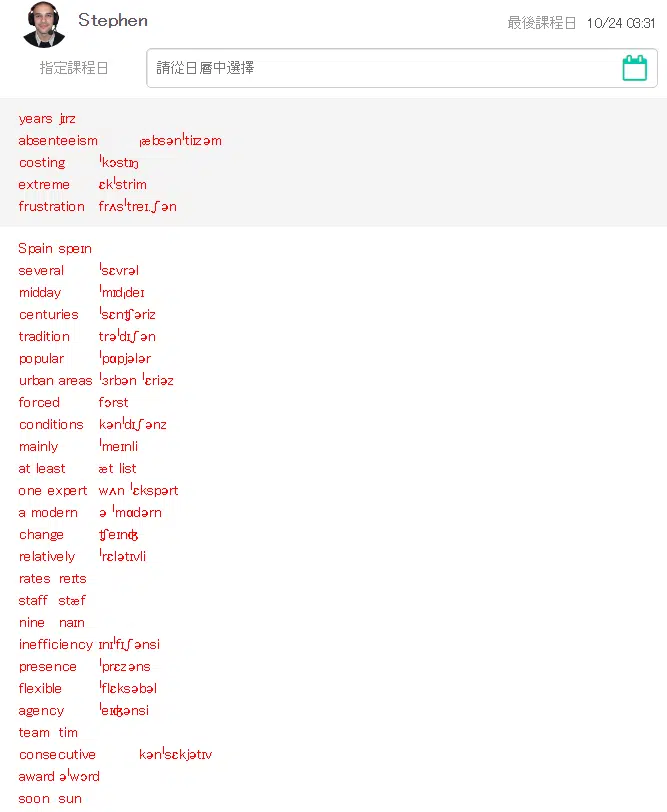 Stephen
最後課程日 10/24 03:31
指定課程日 請從日曆中選擇
years jɪrz
absenteeism ˌæbsənˈtiɪzəm
costing ˈkɔstɪŋ
extreme ɛkˈstrim
frustration frʌsˈtreɪ.ʃən
Spain speɪn
several ˈsɛvrəl
midday ˈmɪdˌdeɪ
centuries ˈsɛnʧəriz
tradition trəˈdɪʃən
popular ˈpɑpjələr
urban areas ˈɜrbən ˈɛriəz
forced fɔrst
conditions kənˈdɪʃənz
mainly ˈmeɪnli
at least æt list
one expert wʌn ˈɛkspərt
a modern ə ˈmɑdərn
change ʧeɪnʤ
relatively ˈrɛlətɪvli
rates reɪts
staff stæf
nine naɪn
inefficiency ɪnɪˈfɪʃənsi
presence ˈprɛzəns
flexible ˈflɛksəbəl
agency ˈeɪʤənsi
team tim
consecutive kənˈsɛkjətɪv
award əˈwɔrd
soon sun